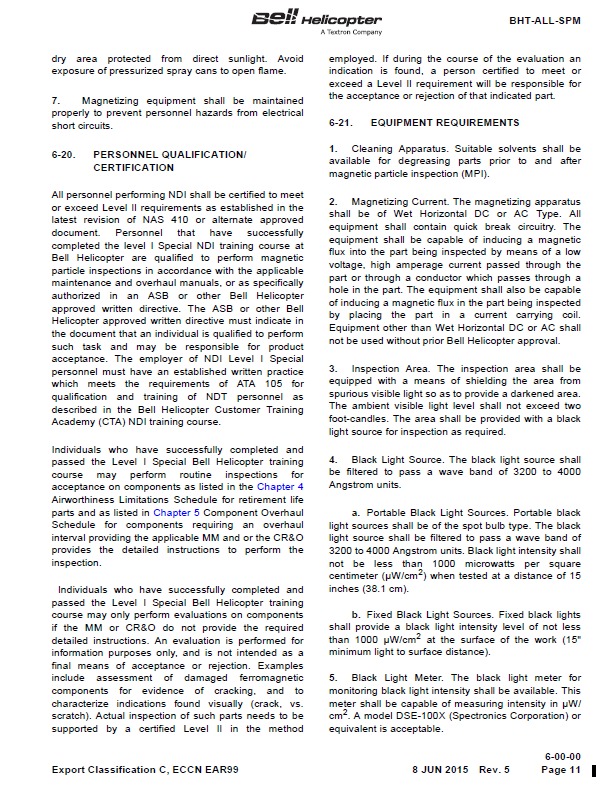 Bell Helicopter
A Textron Company
BHT-ALL-SPM
dry area protected from direct sunlight. Avoid
exposure of pressurized spray cans to open flame.
7. Magnetizing equipment shall be maintained
properly to prevent personnel hazards from electrical
short circuits.
6-20. PERSONNEL QUALIFICATION/
CERTIFICATION
All personnel performing NDI shall be certified to meet
or exceed Level II requirements as established in the
latest revision of NAS 410 or alternate approved
document. Personnel that have successfully
completed the level I Special NDI training course at
Bell Helicopter are qualified to perform magnetic
particle inspections in accordance with the applicable
maintenance and overhaul manuals, or as specifically
authorized in an ASB or other Bell Helicopter
approved written directive. The ASB or other Bell
Helicopter approved written directive must indicate in
the document that an individual is qualified to perform
such task and may be responsible for product
acceptance. The employer of NDI Level I Special
personnel must have an established written practice
which meets the requirements of ATA 105 for
qualification and training of NDT personnel as
described in the Bell Helicopter Customer Training
Academy (CTA) NDI training course.
Individuals who have successfully completed and
passed the Level I Special Bell Helicopter training
course may perform routine inspections for
acceptance on components as listed in the Chapter 4
Airworthiness Limitations Schedule for retirement life
parts and as listed in Chapter 5 Component Overhaul
Schedule for components requiring an overhaul
interval providing the applicable MM and or the CR&O
provides the detailed instructions to perform the
inspection.
Individuals who have successfully completed and
passed the Level I Special Bell Helicopter training
course may only perform evaluations on components
if the MM or CR&O do not provide the required
detailed instructions. An evaluation is performed for
information purposes only, and is not intended as a
final means of acceptance or rejection. Examples
include assessment of damaged ferromagnetic
components for evidence of cracking, and to
characterize indications found visually (crack, vs.
scratch). Actual inspection of such parts needs to be
supported by a certified Level II in the method
employed. If during the course of the evaluation an
indication is found, a person certified to meet or
exceed a Level II requirement will be responsible for
the acceptance or rejection of that indicated part.
6-21. EQUIPMENT REQUIREMENTS
1. Cleaning Apparatus. Suitable solvents shall be
available for degreasing parts prior to and after
magnetic particle inspection (MPI).
2. Magnetizing Current. The magnetizing apparatus
shall be of Wet Horizontal DC or AC Type. All
equipment shall contain quick break circuitry. The
equipment shall be capable of inducing a magnetic
flux into the part being inspected by means of a low
voltage, high amperage current passed through the
part or through a conductor which passes through a
hole in the part. The equipment shall also be capable
of inducing a magnetic flux in the part being inspected
by placing the part in a current carrying coil.
Equipment other than Wet Horizontal DC or AC shall
not be used without prior Bell Helicopter approval.
3. Inspection Area. The inspection area shall be
equipped with a means of shielding the area from
spurious visible light so as to provide a darkened area.
The ambient visible light level shall not exceed two
foot-candles. The area shall be provided with a black
light source for inspection as required.
4. Black Light Source. The black light source shall
be filtered to pass a wave band of 3200 to 4000
Angstrom units.
a. Portable Black Light Sources. Portable black
light sources shall be of the spot bulb type. The black
light source shall be filtered to pass a wave band of
3200 to 4000 Angstrom units. Black light intensity shall
not be less than 1000 microwatts per square
centimeter (µW/cm²) when tested at a distance of 15
inches (38.1 cm).
b. Fixed Black Light Sources. Fixed black lights
shall provide a black light intensity level of not less
than 1000 µW/cm² at the surface of the work (15"
minimum light to surface distance).
5. Black Light Meter. The black light meter for
monitoring black light intensity shall be available. This
meter shall be capable of measuring intensity in µW/
cm². A model DSE-100X (Spectronics Corporation) or
equivalent is acceptable.
6-00-00
Export Classification C, ECCN EAR99
8 JUN 2015 Rev. 5 Page 11